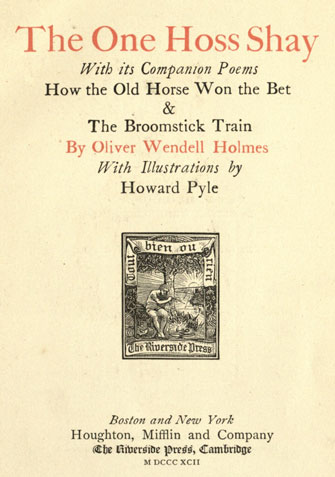 The One Hoss Shay
With its Companion Poems
How the Old Horse Won the Bet
&
The Broomstick Train
By Oliver Wendell Holmes
With Illustrations by
Howard Pyle
Tout bien ou rien
The Riverside Press
Boston and New York
Houghton, Mifflin and Company
The Riverside Press, Cambridge
M DCCC XCII